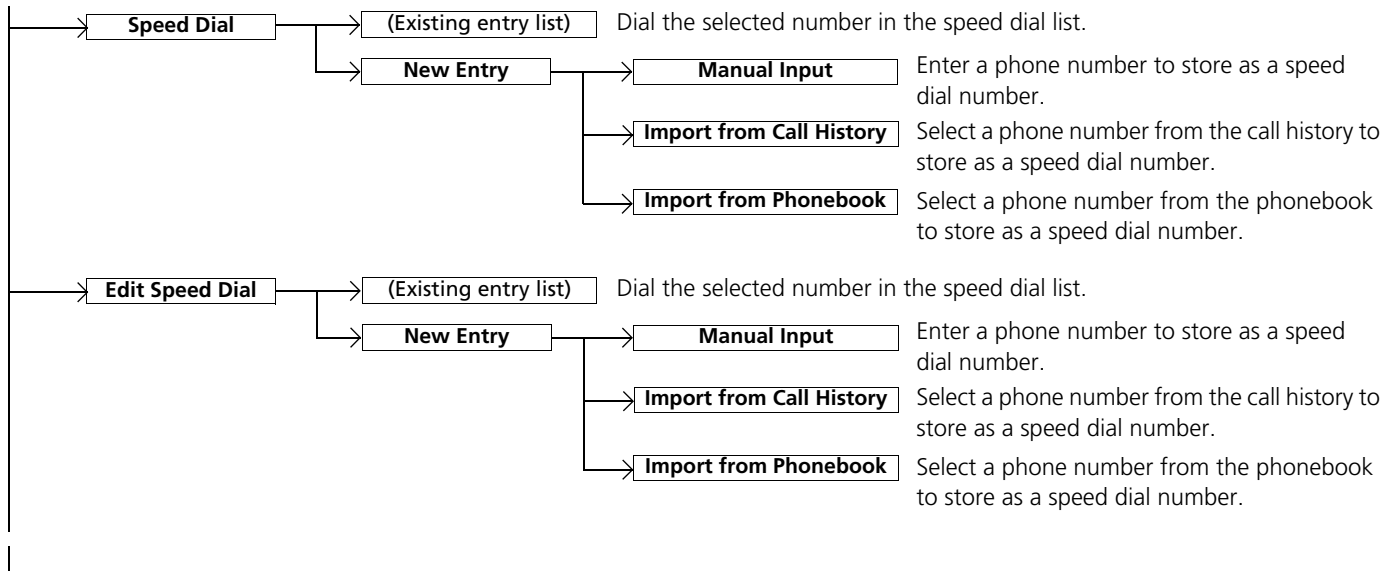 Speed Dial
(Existing entry list)
Dial the selected number in the speed dial list.
New Entry
Manual Input
Enter a phone number to store as a speed
dial number.
Import from Call History
Select a phone number from the call history to
store as a speed dial number.
Import from Phonebook
Select a phone number from the phonebook
to store as a speed dial number.
Edit Speed Dial
(Existing entry list)
Dial the selected number in the speed dial list.
New Entry
Manual Input
Enter a phone number to store as a speed
dial number.
Import from Call History
Select a phone number from the call history to
store as a speed dial number.
Import from Phonebook
Select a phone number from the phonebook
to store as a speed dial number.